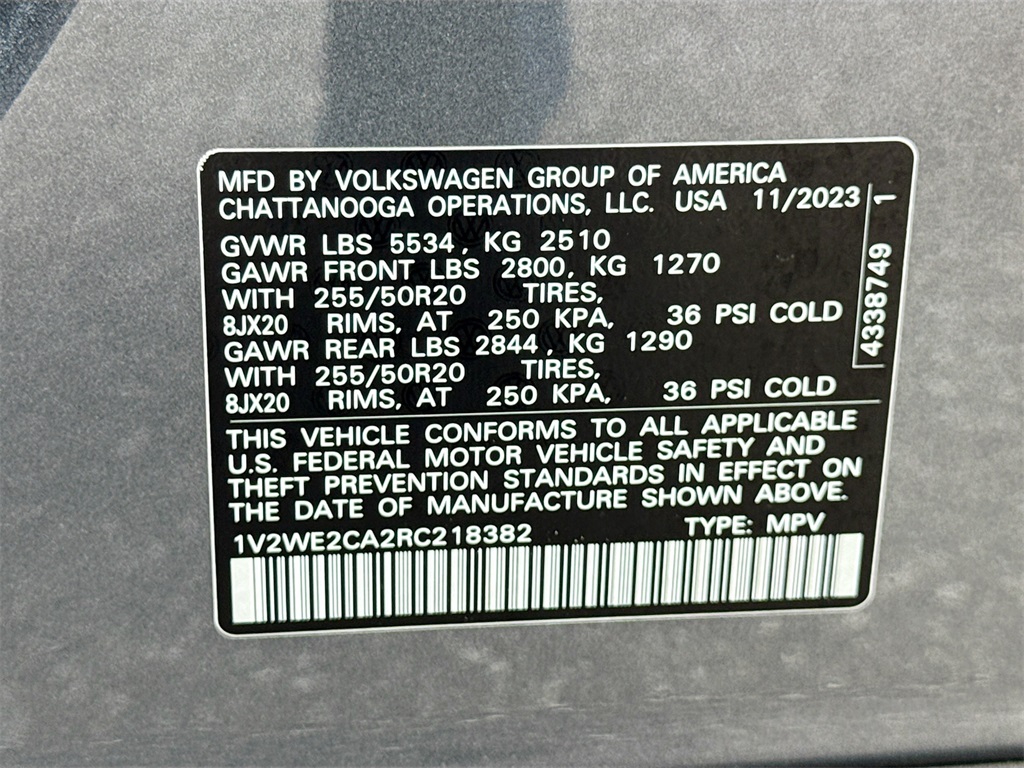 MFD BY VOLKSWAGEN GROUP OF AMERICA
CHATTANOOGA OPERATIONS, LLC. USA 11/2023
GVWR LBS 5534, KG 2510
GAWR FRONT LBS 2800, KG 1270
WITH 255/50R20 TIRES,
8JX20 RIMS, AT 250 KPA, 36 PSI COLD
GAWR REAR LBS 2844, KG 1290
WITH 255/50R20 TIRES,
8JX20 RIMS, AT 250 KPA, 36 PSI COLD
4338749 1
THIS VEHICLE CONFORMS TO ALL APPLICABLE
U.S. FEDERAL MOTOR VEHICLE SAFETY AND
THEFT PREVENTION STANDARDS IN EFFECT ON
THE DATE OF MANUFACTURE SHOWN ABOVE.
1V2WE2CA2RC218382 TYPE: MPV